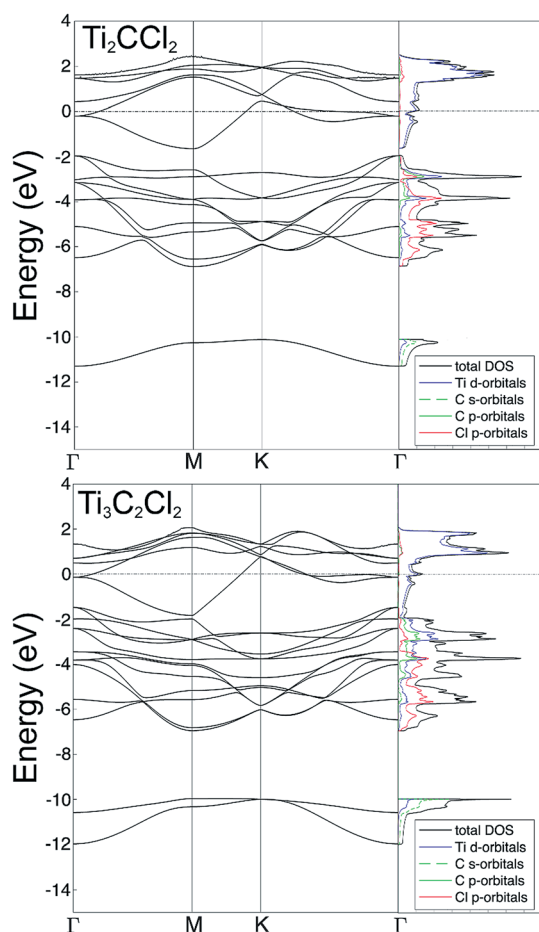 Ti₂CCl₂
Energy (eV)
2
0
-2
-4
-6
-8
-10
-12
-14
Γ M K Γ
total DOS
Ti d-orbitals
C s-orbitals
C p-orbitals
Cl p-orbitals
Ti₃C₂Cl₂
Energy (eV)
4
2
0
-2
-4
-6
-8
-10
-12
-14
Γ M K Γ
total DOS
Ti d-orbitals
C s-orbitals
C p-orbitals
Cl p-orbitals